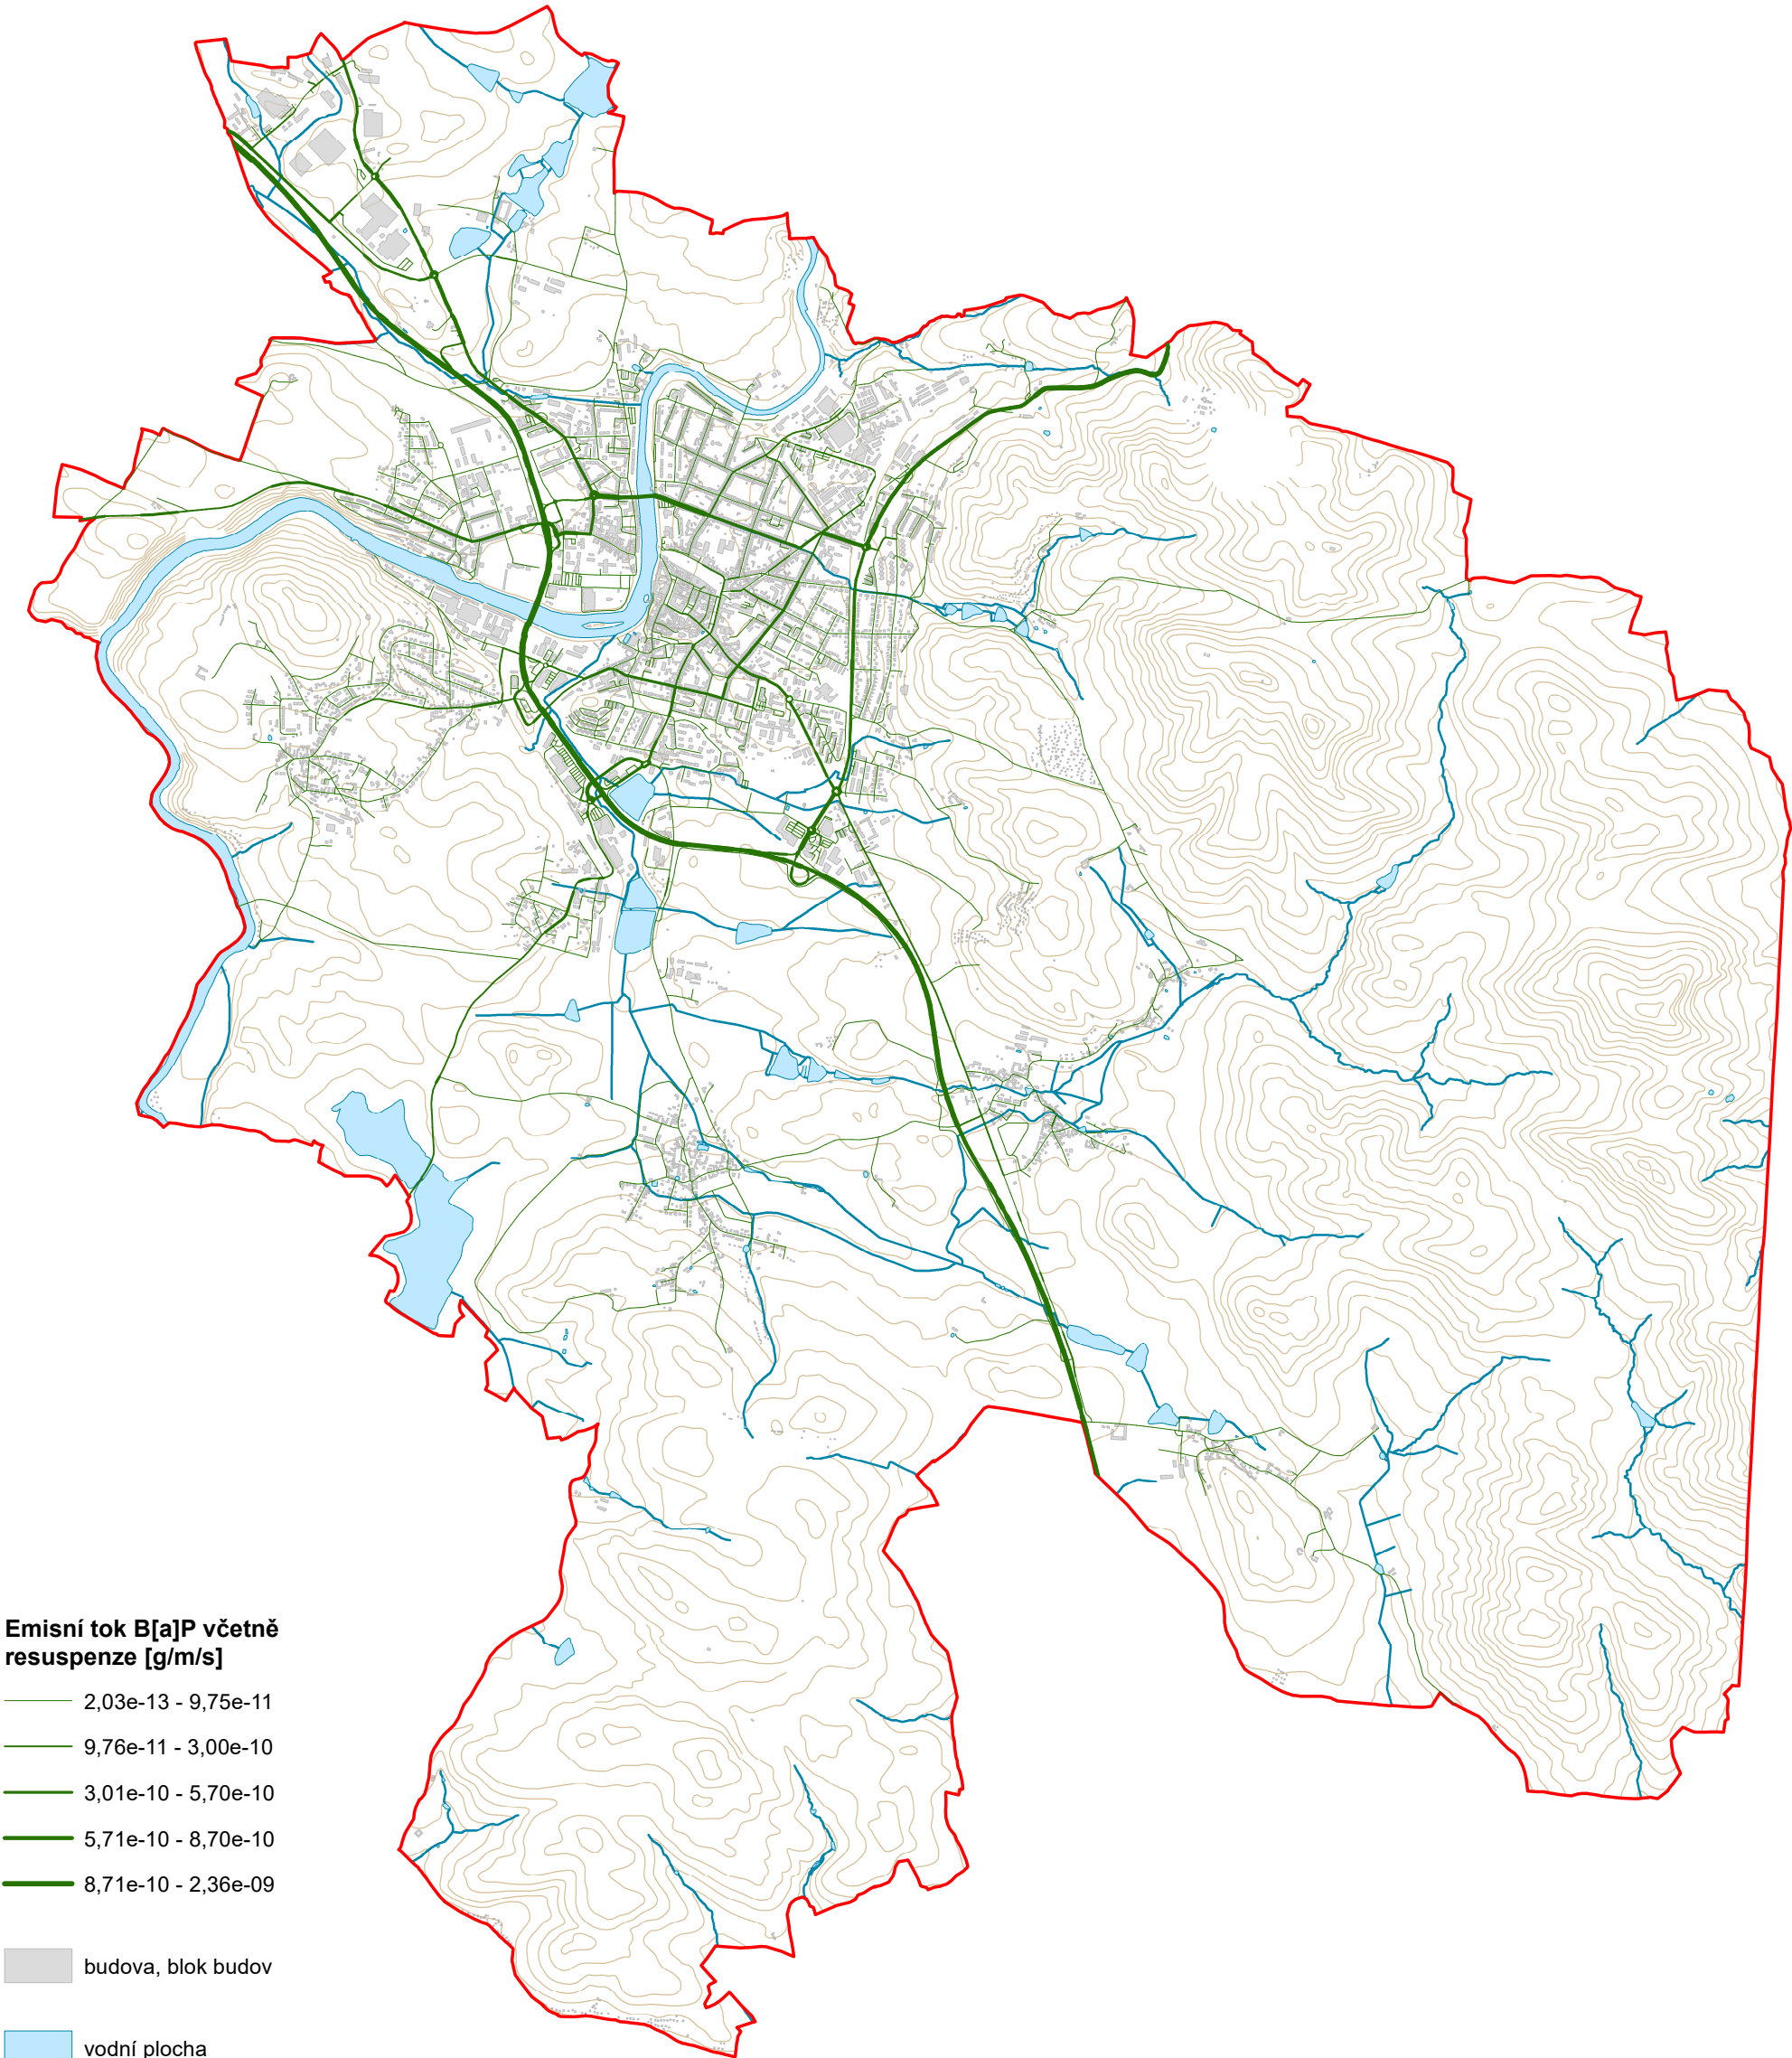 Emisní tok B[a]P včetně
resuspenze [g/m/s]
2,03e-13 - 9,75e-11
9,76e-11 - 3,00e-10
3,01e-10 - 5,70e-10
5,71e-10 - 8,70e-10
8,71e-10 - 2,36e-09
budova, blok budov
vodní plocha